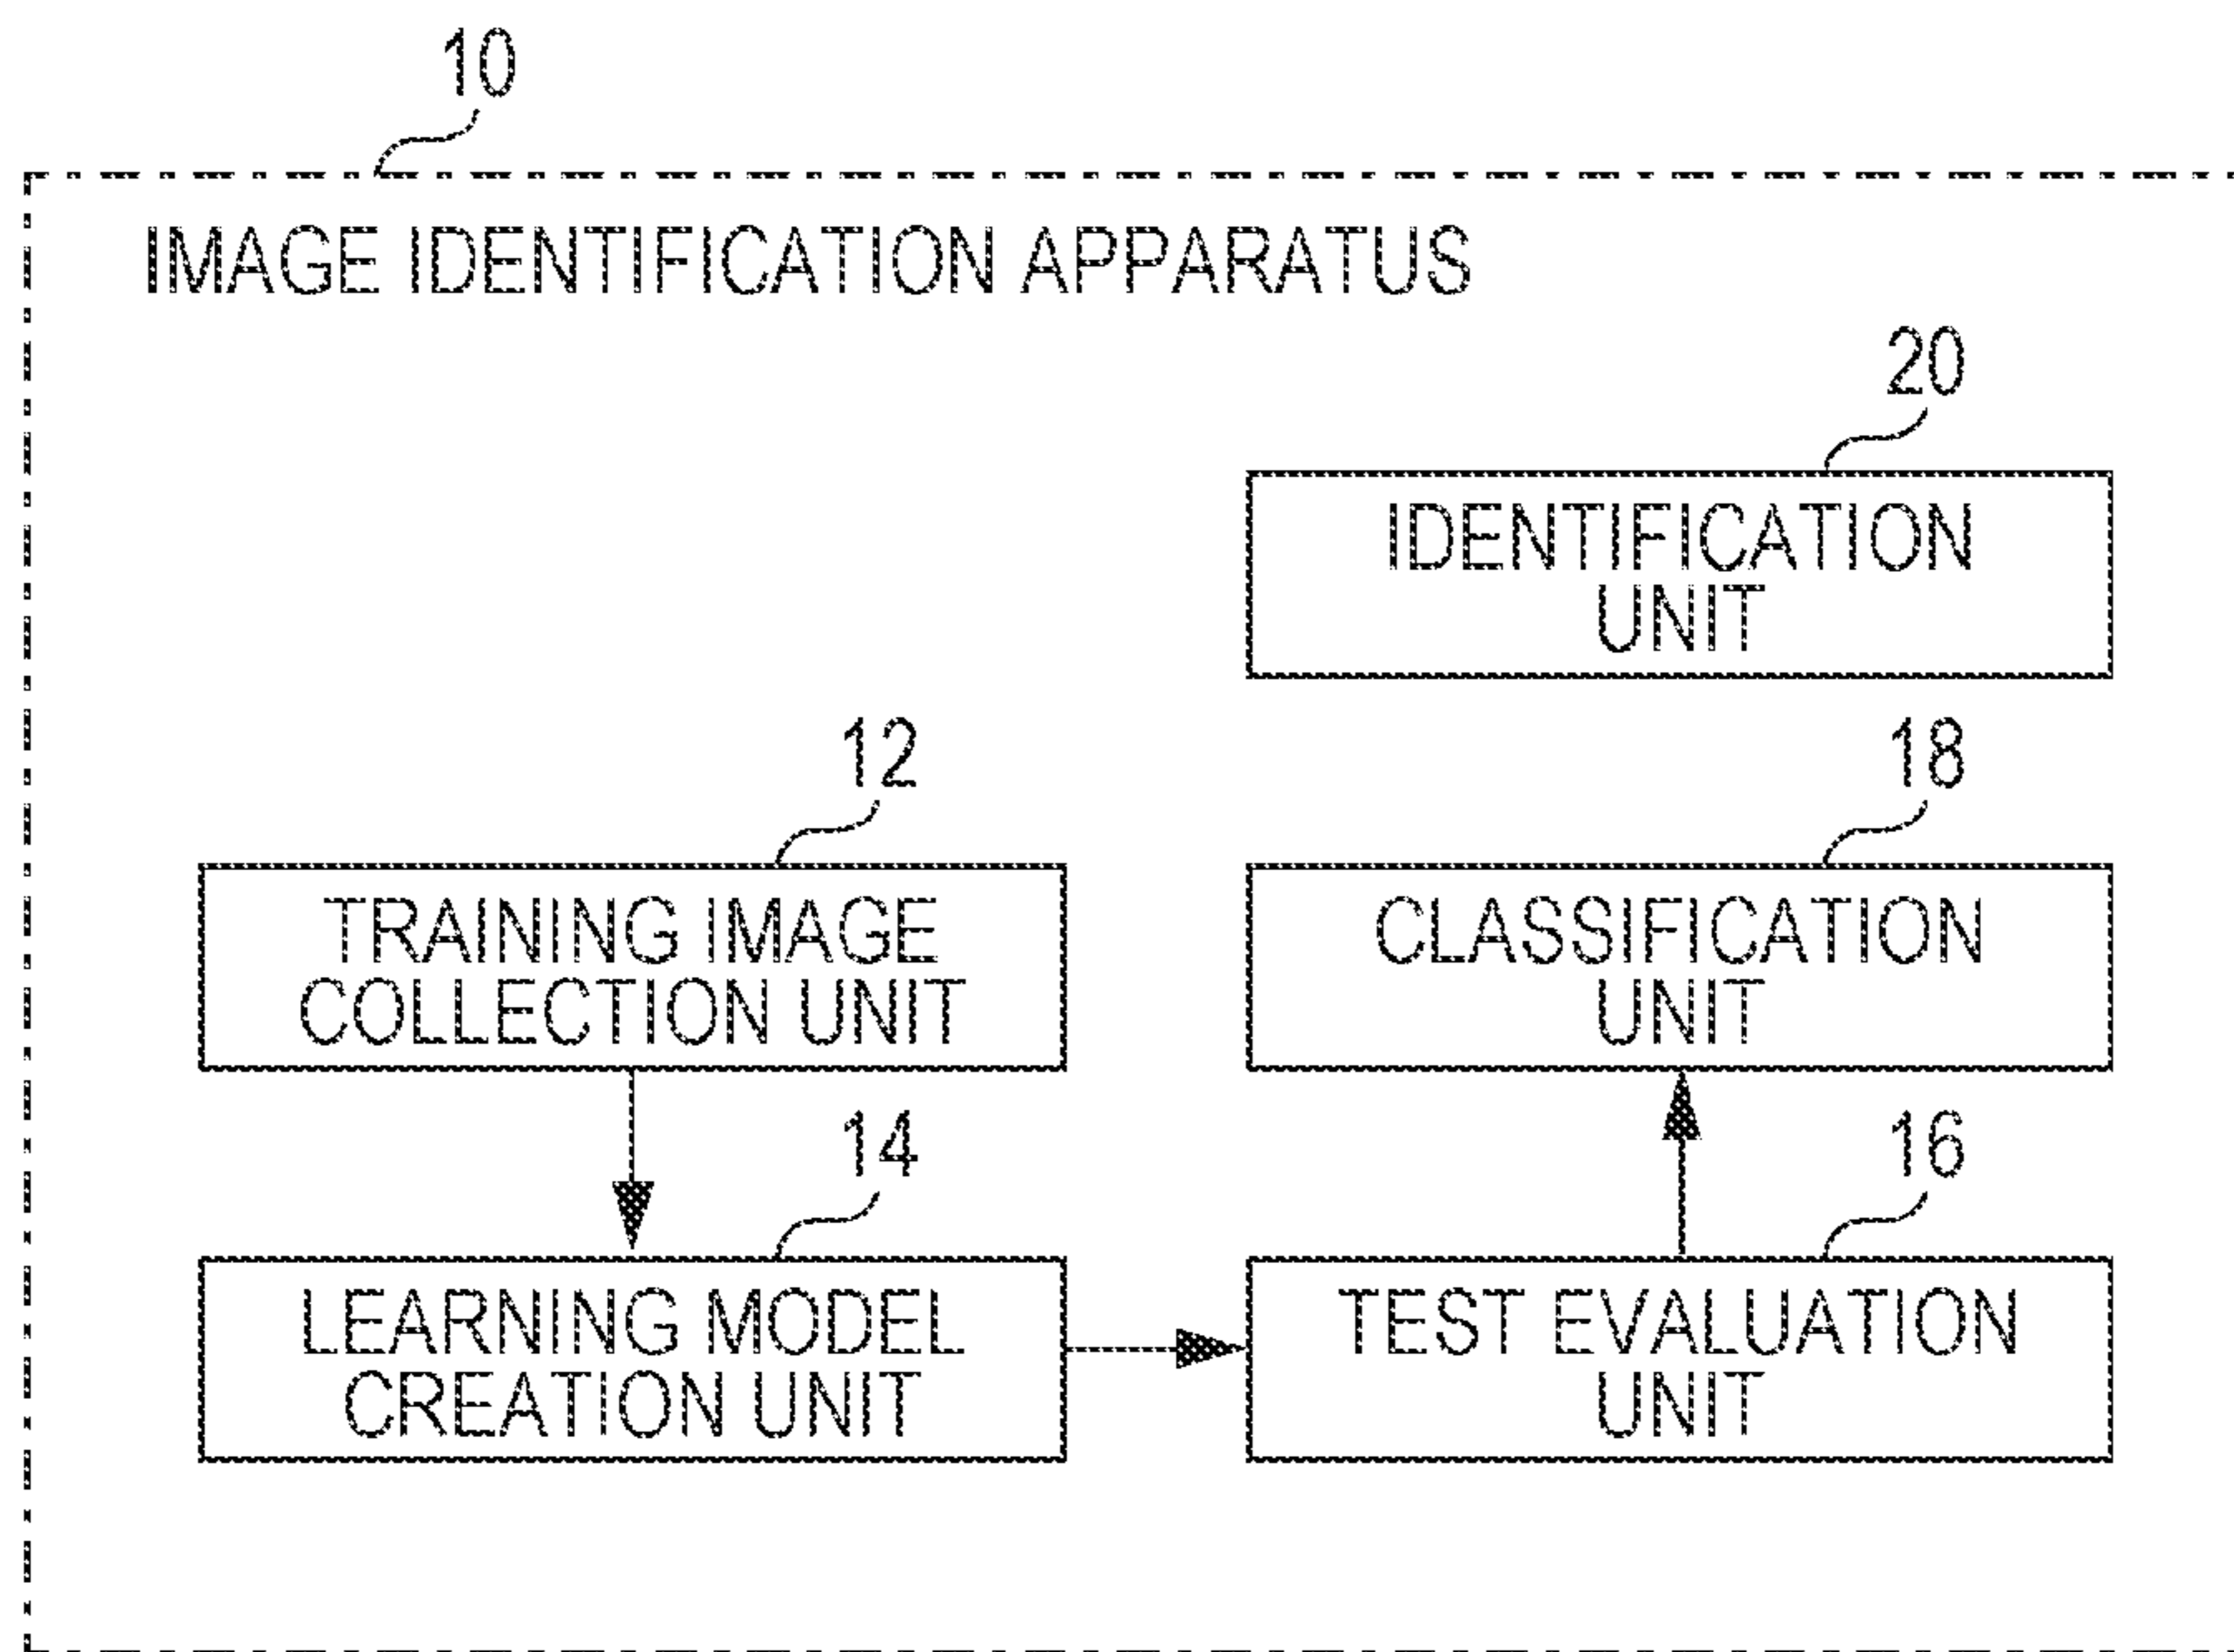 10
IMAGE IDENTIFICATION APPARATUS
20
IDENTIFICATION
UNIT
12
TRAINING IMAGE
COLLECTION UNIT
18
CLASSIFICATION
UNIT
14
LEARNING MODEL
CREATION UNIT
16
TEST EVALUATION
UNIT